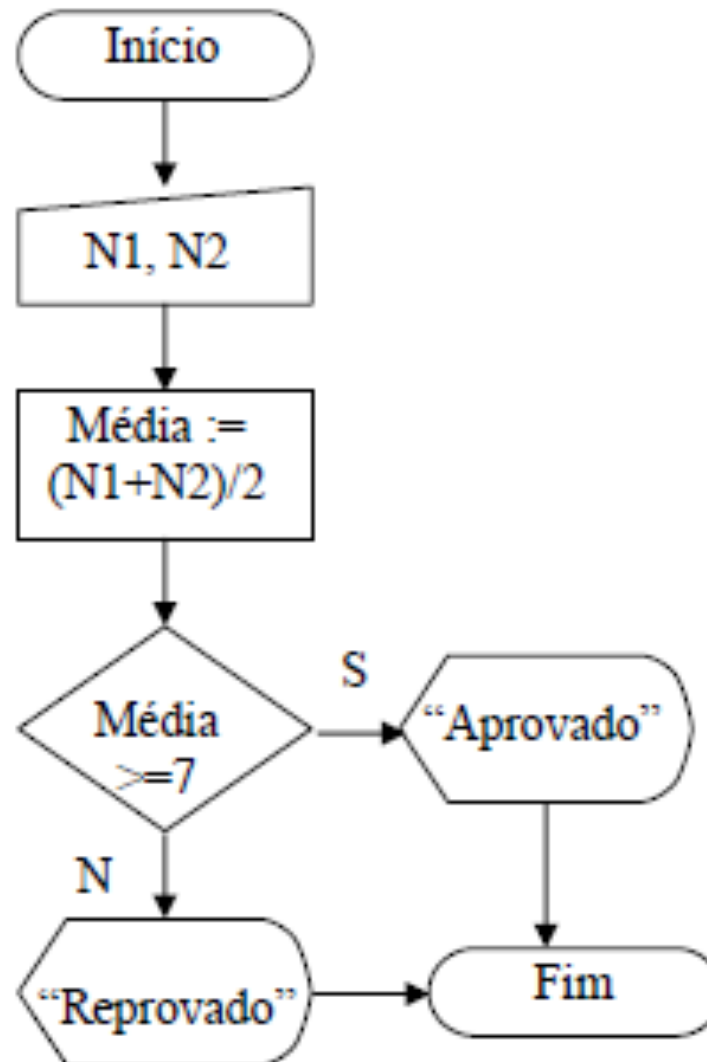 Início
N1, N2
Média :=
(N1+N2)/2
Média
>=7
S
“Aprovado”
N
“Reprovado”
Fim